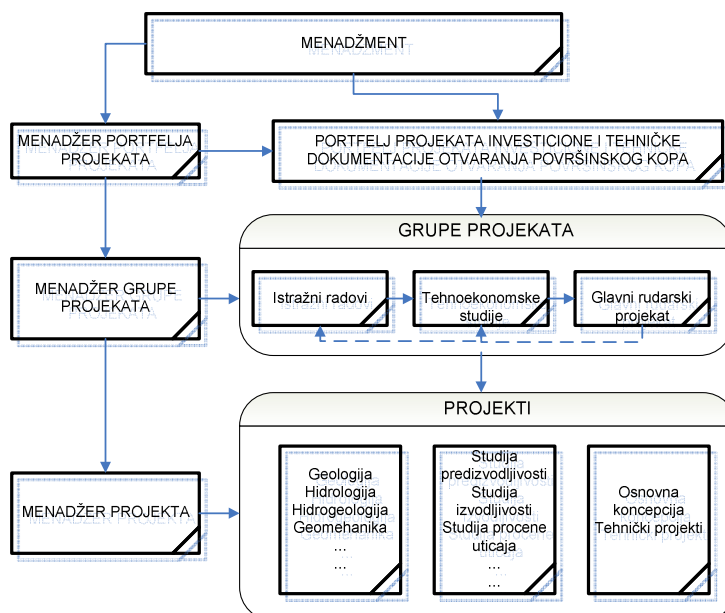 MENADŽMENT
MENADŽER PORTFELJA
PROJEKATA
PORTFELJ PROJEKATA INVESTICIONE I TEHNIČKE
DOKUMENTACIJE OTVARANJA POVRŠINSKOG KOPA
GRUPE PROJEKATA
MENADŽER GRUPE
PROJEKATA
Istražni radovi
Tehnoekonomske
studije
Glavni rudarski
projekat
PROJEKTI
MENADŽER PROJEKTA
Geologija
Hidrologija
Hidrogeologija
Geomehanika
...
...
Studija
predizvodljivosti
Studija
izvodljivosti
Studija procene
uticaja
...
...
Osnovna
koncepcija
Tehnički projekti